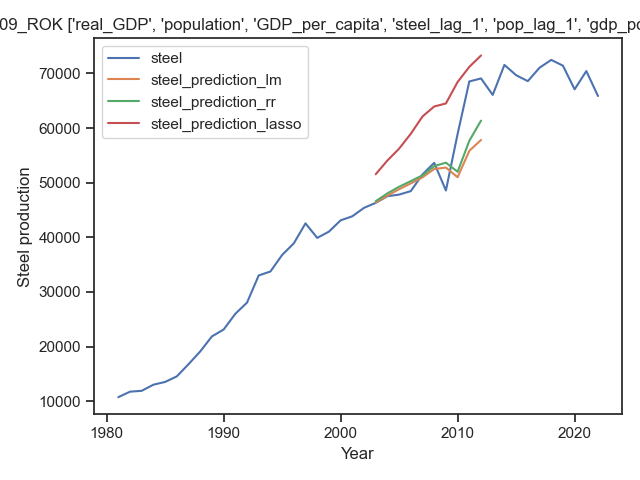 09_ROK ['real_GDP', 'population', 'GDP_per_capita', 'steel_lag_1', 'pop_lag_1', 'gdp_pc
steel
steel_prediction_lm
steel_prediction_rr
steel_prediction_lasso
70000
60000
50000
40000
30000
20000
10000
Steel production
1980
1990
2000
2010
2020
Year